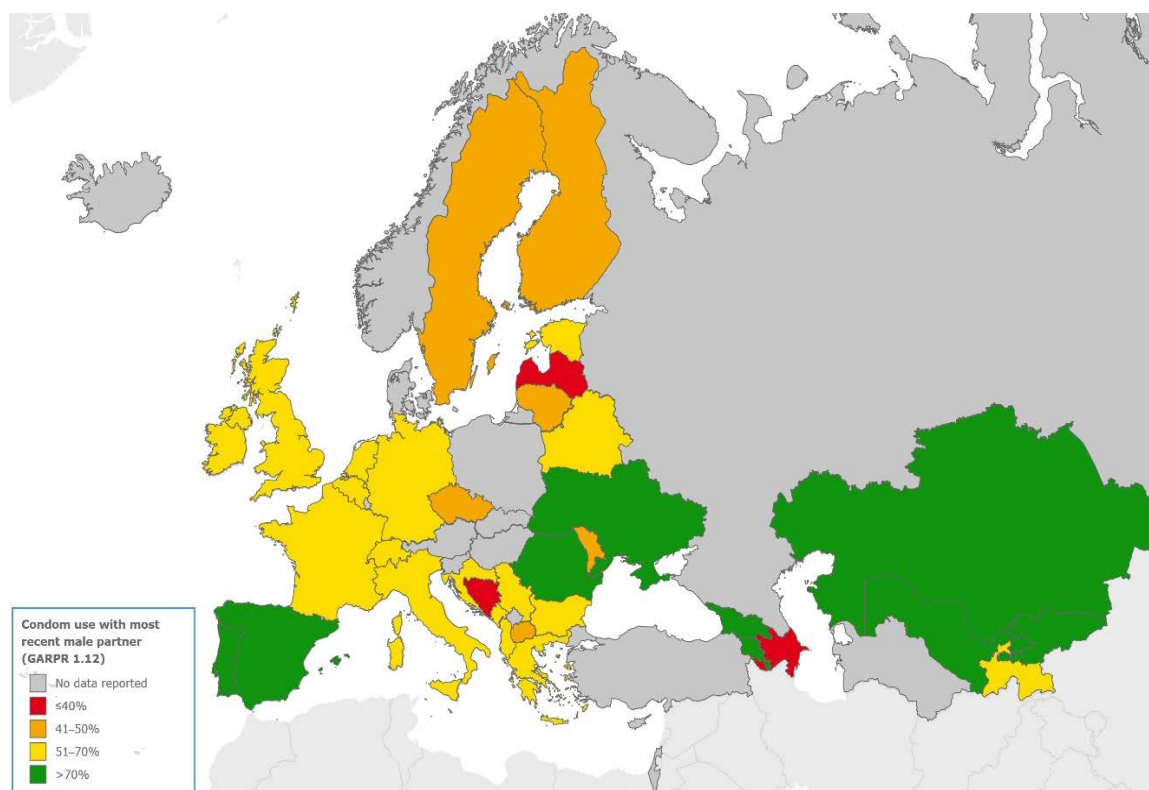 Condom use with most
recent male partner
(GARPR 1.12)
No data reported
≤40%
41–50%
51–70%
>70%